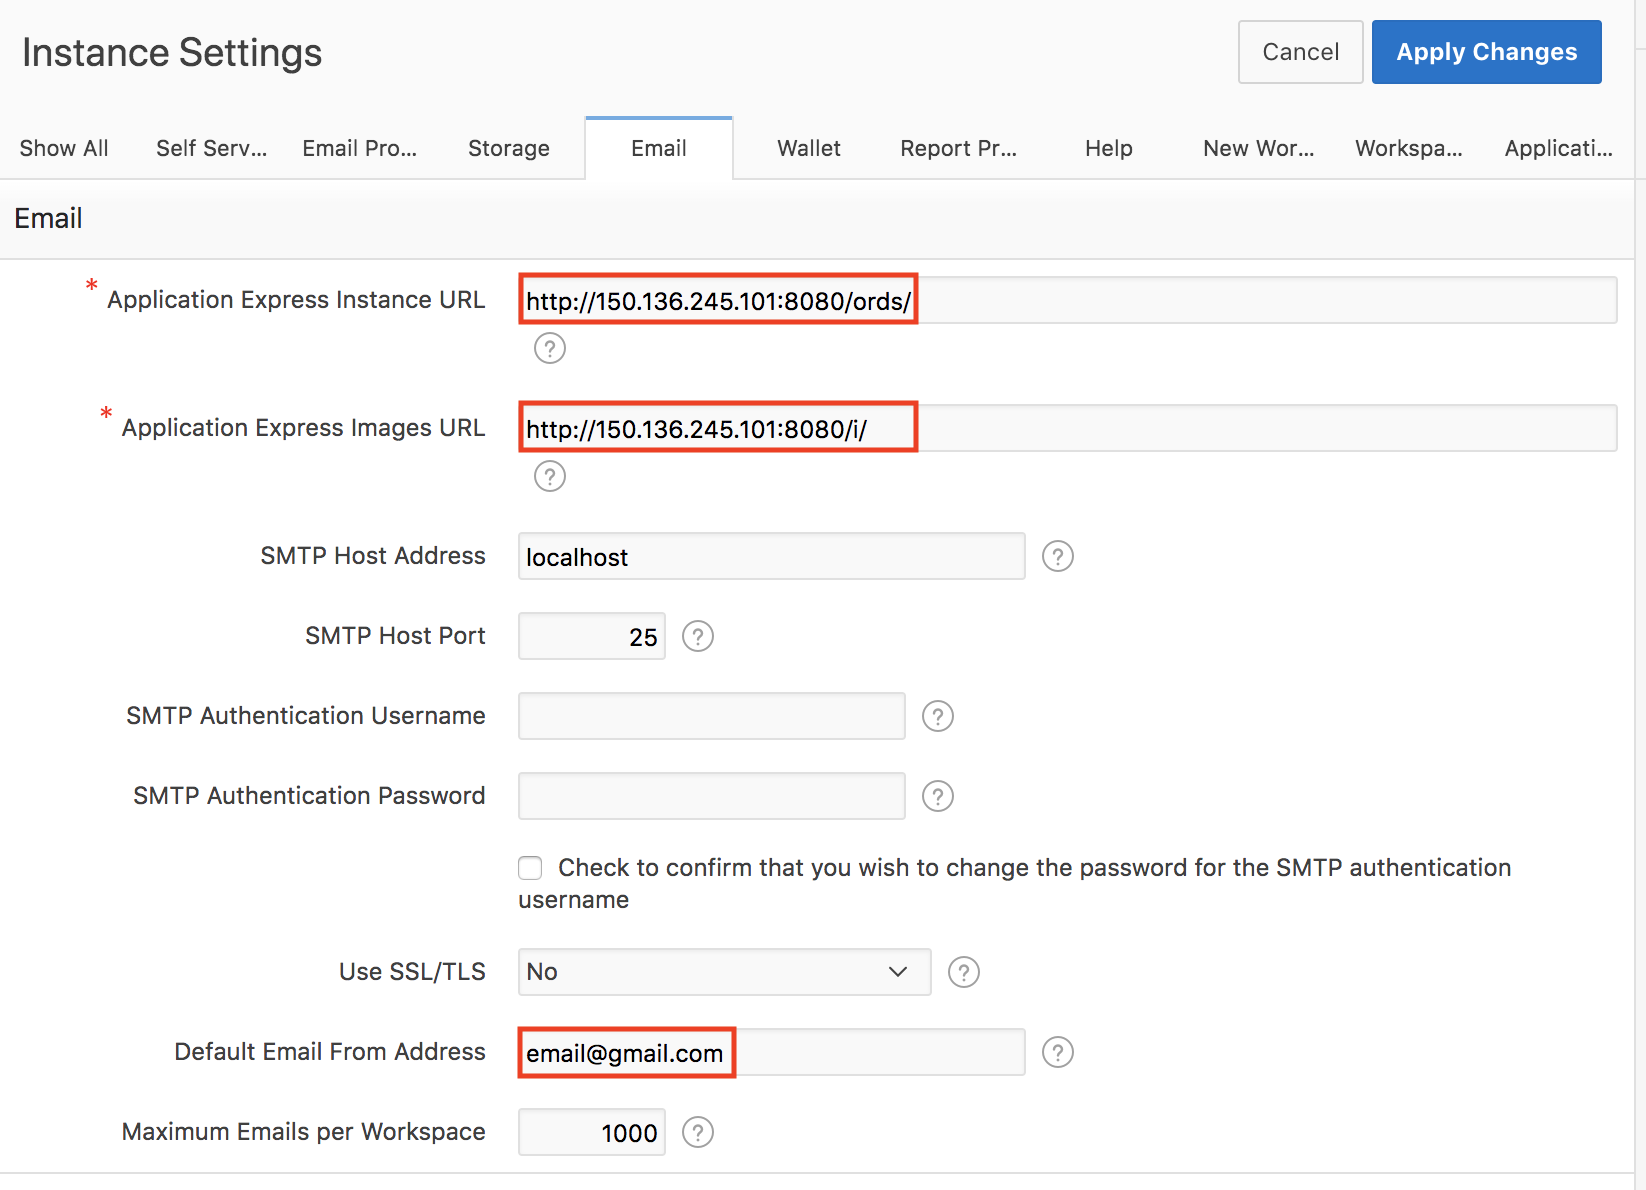 Instance Settings
Cancel
Apply Changes
Show All
Self Serv...
Email Pro...
Storage
Email
Wallet
Report Pr...
Help
New Wor...
Workspa...
Applicati...
Email
* Application Express Instance URL
http://150.136.245.101:8080/ords/
?
* Application Express Images URL
http://150.136.245.101:8080/i/
?
SMTP Host Address
localhost
?
SMTP Host Port
25
?
SMTP Authentication Username
?
SMTP Authentication Password
?
Check to confirm that you wish to change the password for the SMTP authentication
username
Use SSL/TLS
No
?
Default Email From Address
email@gmail.com
?
Maximum Emails per Workspace
1000
?